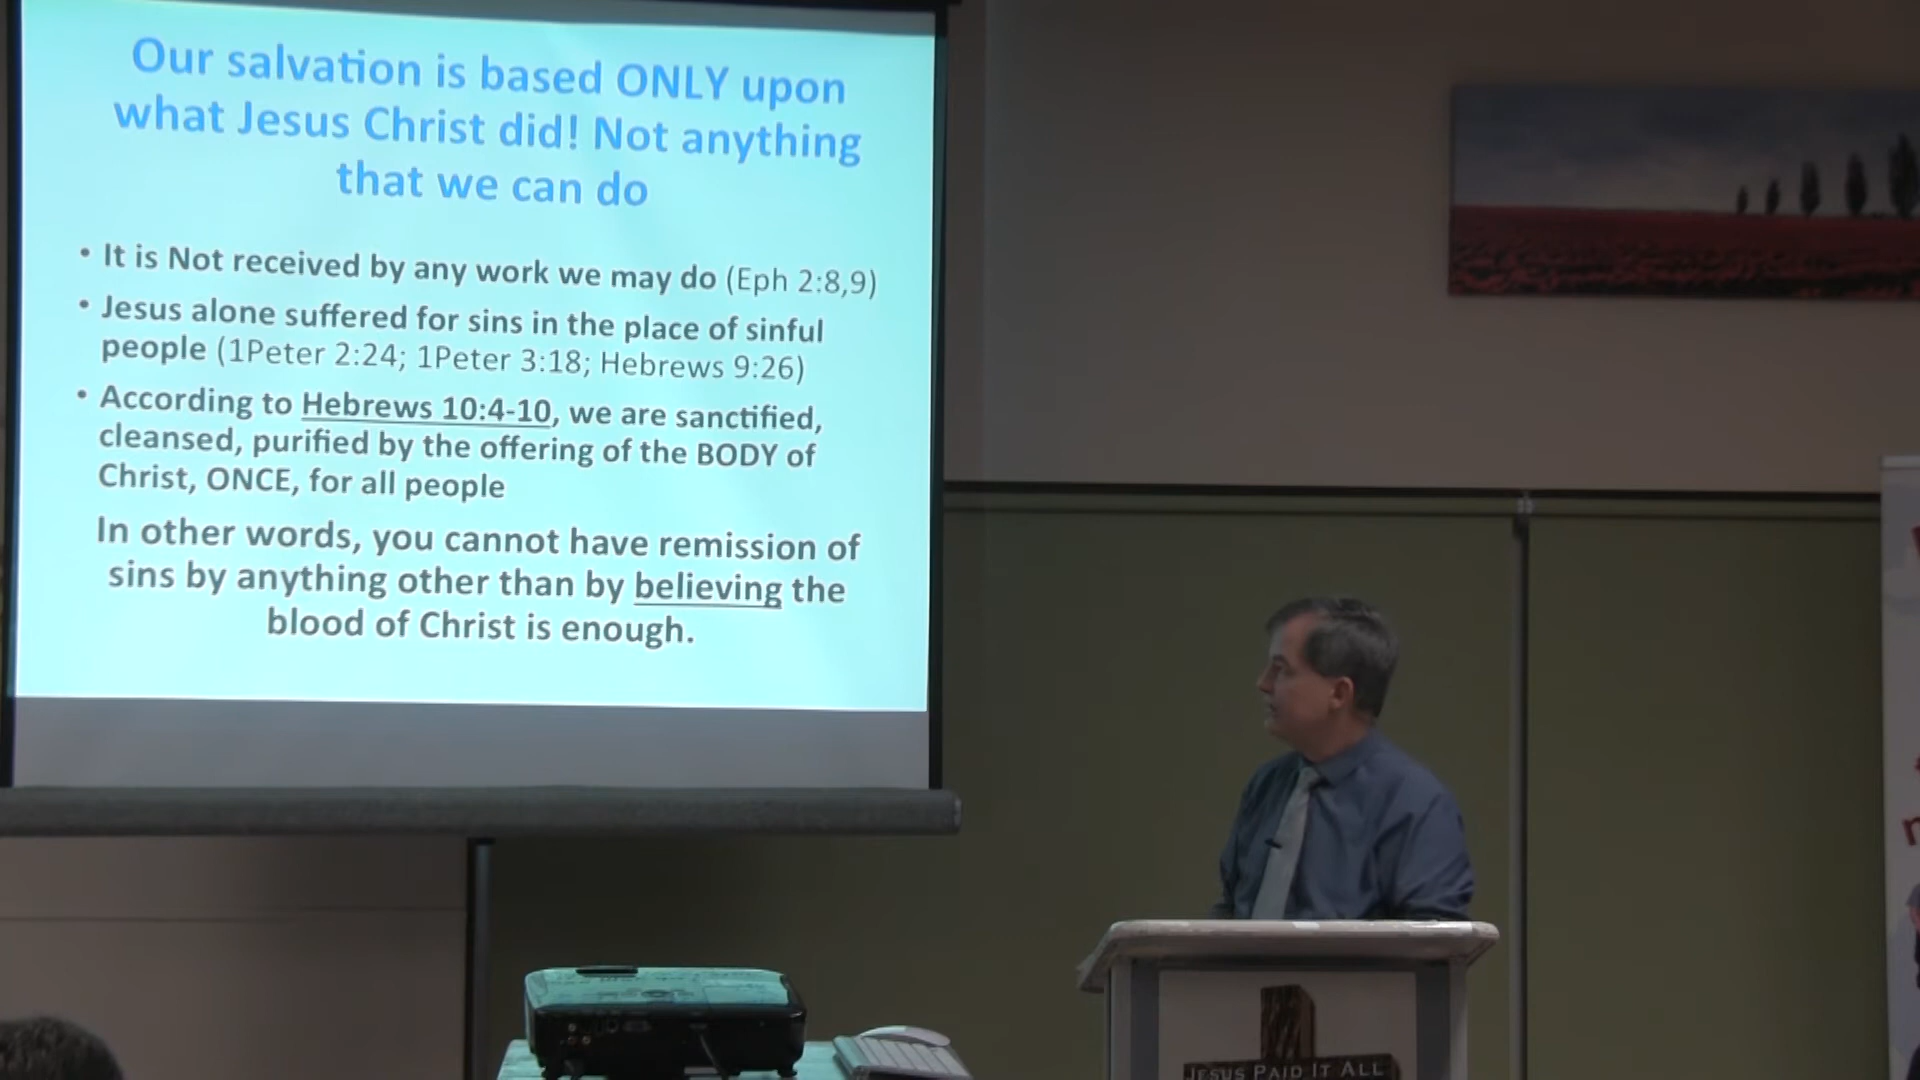 Our salvation is based ONLY upon
what Jesus Christ did! Not anything
that we can do
• It is Not received by any work we may do (Eph 2:8,9)
• Jesus alone suffered for sins in the place of sinful
people (1Peter 2:24; 1Peter 3:18; Hebrews 9:26)
• According to Hebrews 10:4-10, we are sanctified,
cleansed, purified by the offering of the BODY of
Christ, ONCE, for all people
In other words, you cannot have remission of
sins by anything other than by believing the
blood of Christ is enough.
JESUS PAID IT ALL